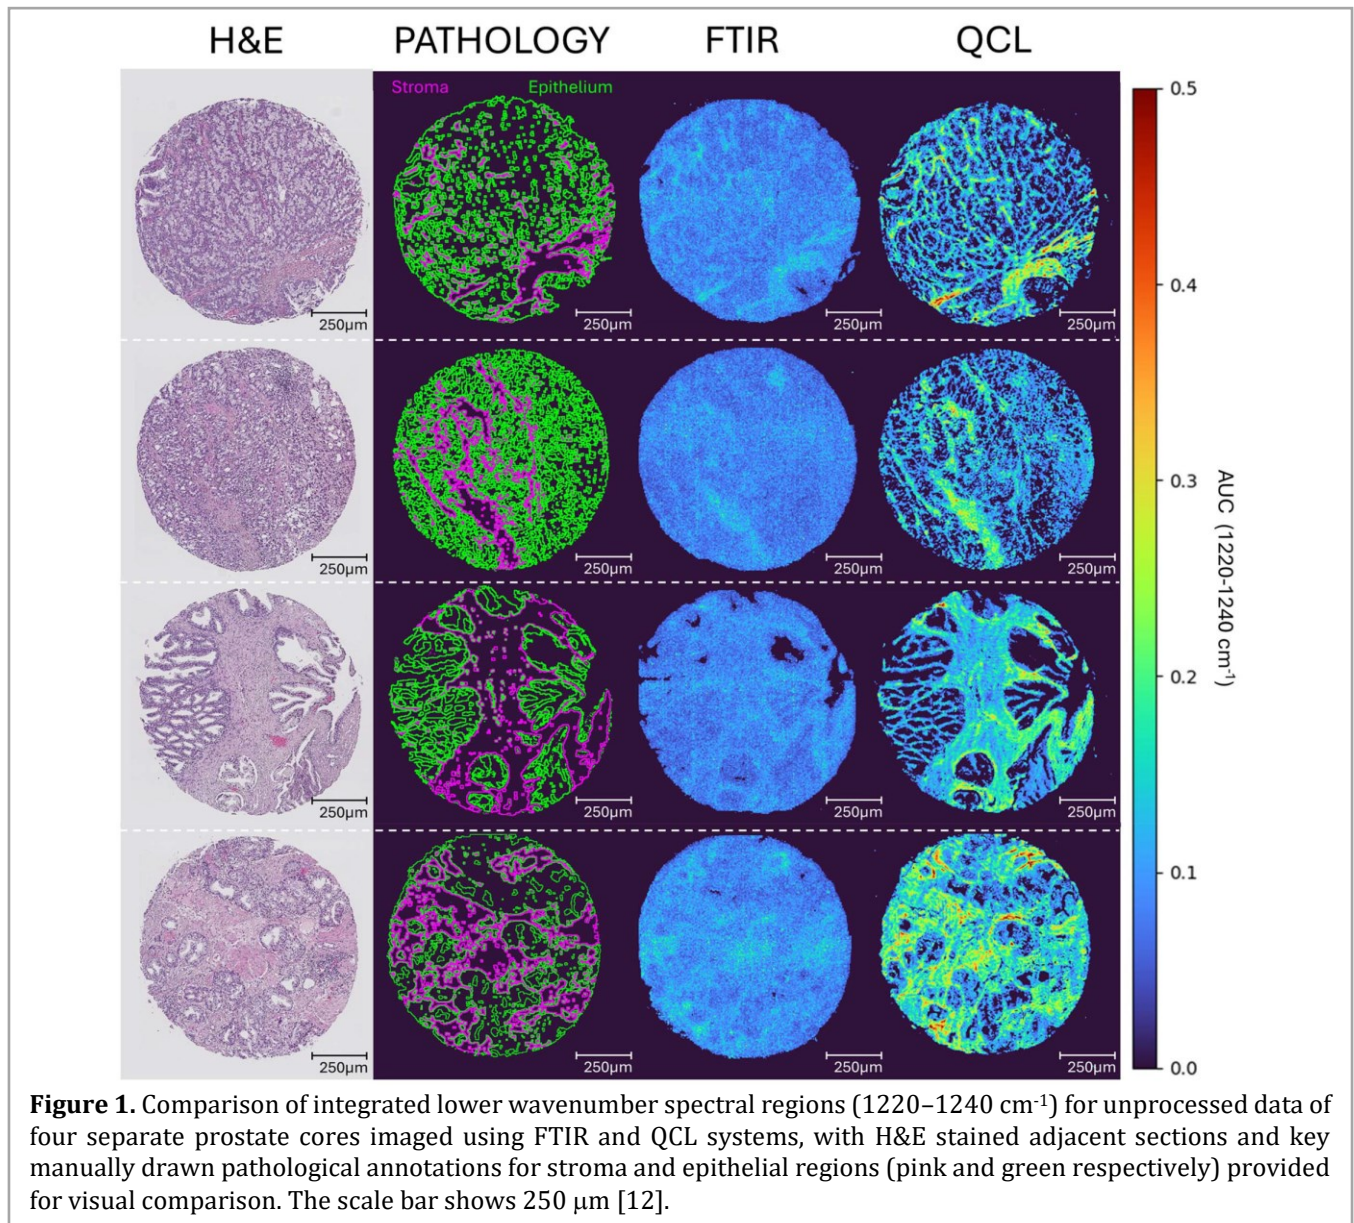 H&E PATHOLOGY FTIR QCL
Stroma Epithelium
250μm 250μm 250μm 250μm
250μm 250μm 250μm 250μm
250μm 250μm 250μm 250μm
250μm 250μm 250μm 250μm
0.5
0.4
0.3
0.2
0.1
0.0
AUC (1220-1240 cm⁻¹)
Figure 1. Comparison of integrated lower wavenumber spectral regions (1220–1240 cm⁻¹) for unprocessed data of
four separate prostate cores imaged using FTIR and QCL systems, with H&E stained adjacent sections and key
manually drawn pathological annotations for stroma and epithelial regions (pink and green respectively) provided
for visual comparison. The scale bar shows 250 μm [12].